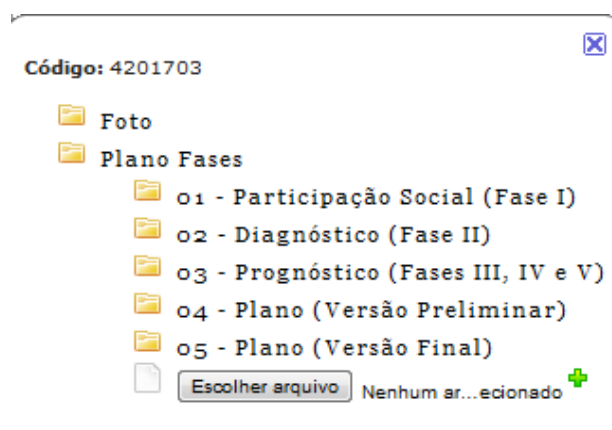 Código: 4201703
Foto
Plano Fases
01 - Participação Social (Fase I)
02 - Diagnóstico (Fase II)
03 - Prognóstico (Fases III, IV e V)
04 - Plano (Versão Preliminar)
05 - Plano (Versão Final)
Escolher arquivo Nenhum ar...ecionado